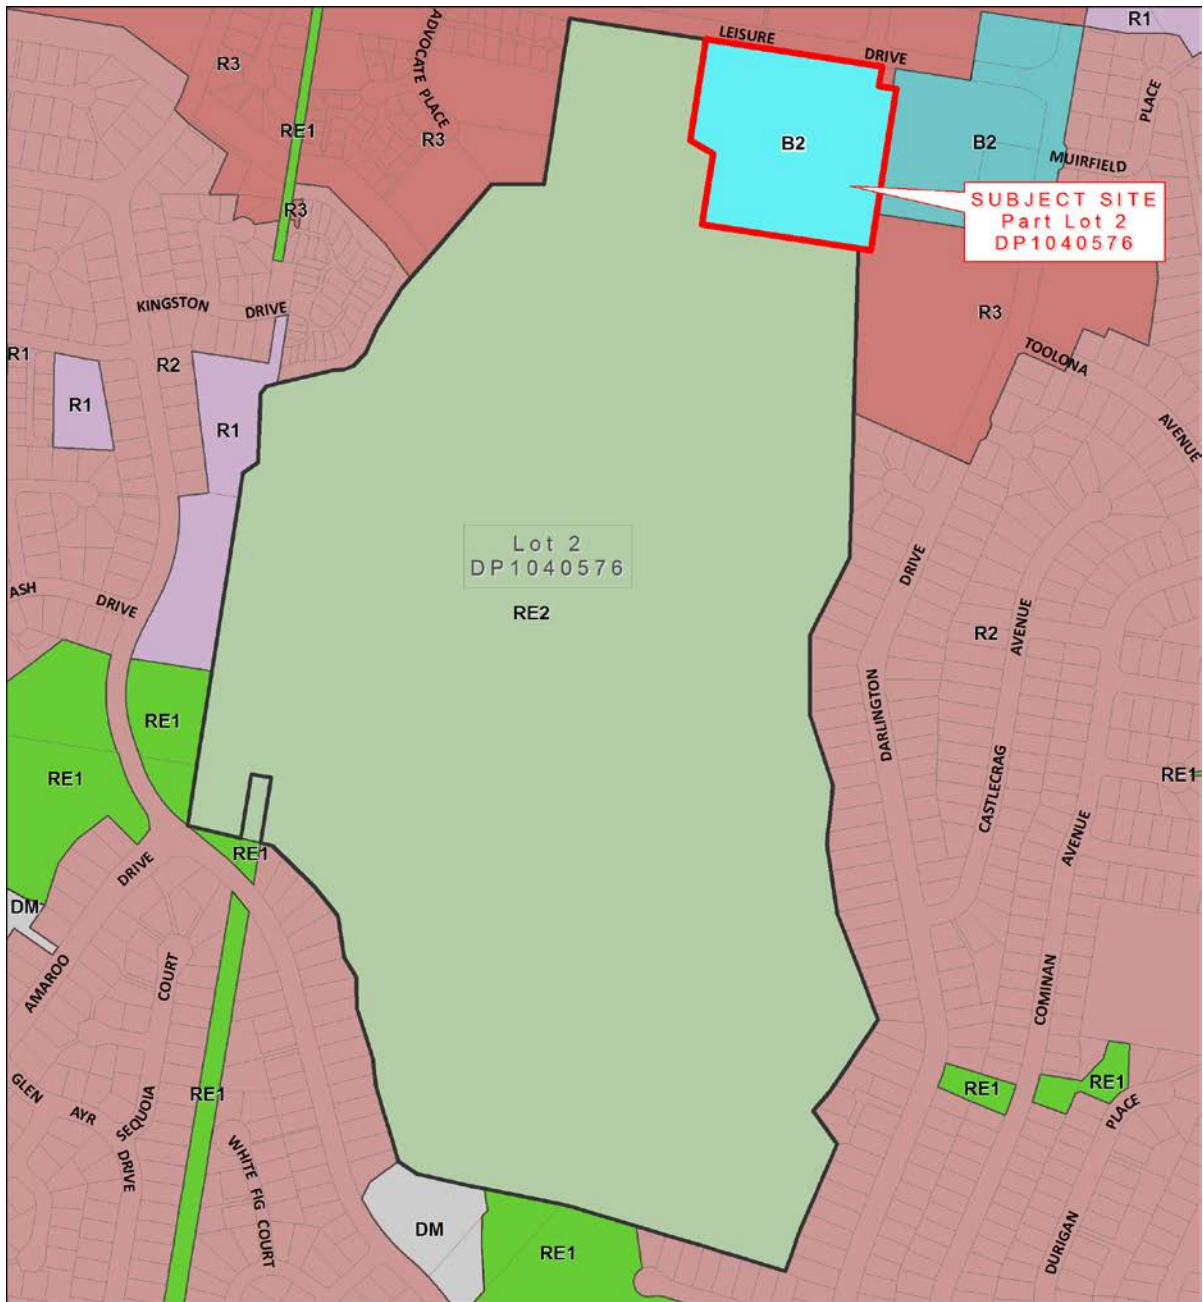 LEISURE
DRIVE
R1
ADVOCATE PLACE
R3
RE1
R3
B2
B2
PLACE
MUIRFIELD
SUBJECT SITE
Part Lot 2
DP1040576
R3
KINGSTON
DRIVE
R3
R1
R2
TOOLONA
AVENUE
R1
R1
Lot 2
DP1040576
RE2
ASH
DRIVE
DRIVE
AVENUE
R2
DARLINGTON
RE1
RE1
RE1
CASTLECRAG
AVENUE
RE1
DRIVE
DM
AMAROO
COURT
COMINAN
GLEN
AYR
DRIVE
SEQUOIA
RE1
RE1
RE1
PLACE
WHITE FIG COURT
DM
RE1
DURIGAN